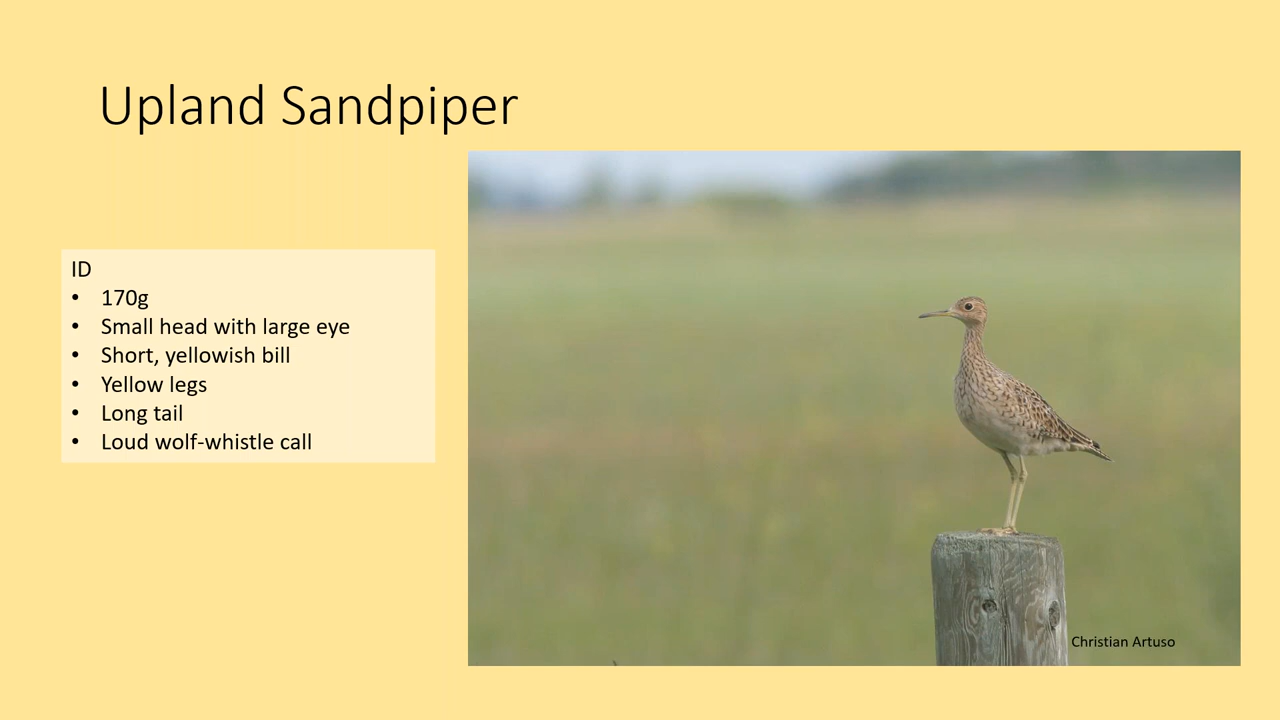 Upland Sandpiper
ID
• 170g
• Small head with large eye
• Short, yellowish bill
• Yellow legs
• Long tail
• Loud wolf-whistle call
Christian Artuso